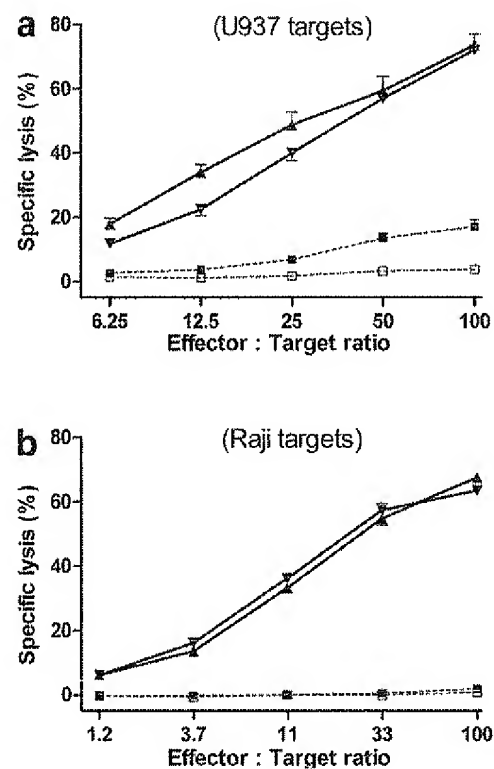 a
(U937 targets)
Specific lysis (%)
80
60
40
20
0
6.25 12.5 25 50 100
Effector : Target ratio
b
(Raji targets)
Specific lysis (%)
80
60
40
20
0
1.2 3.7 11 33 100
Effector : Target ratio